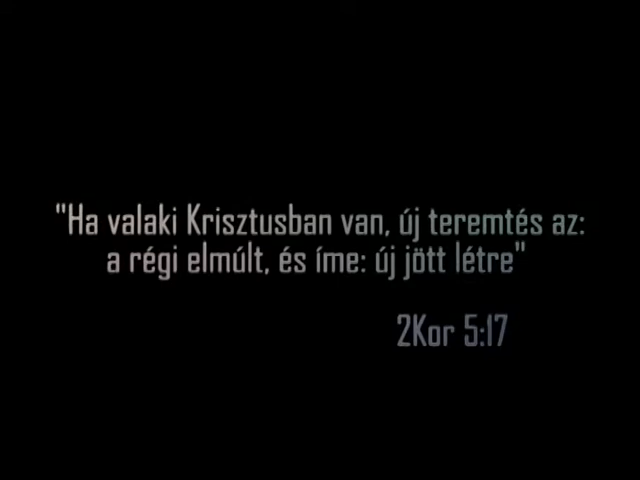 "Ha valaki Krisztusban van, új teremtés az:
a régi elmúlt, és íme: új jött létre"
2Kor 5:17